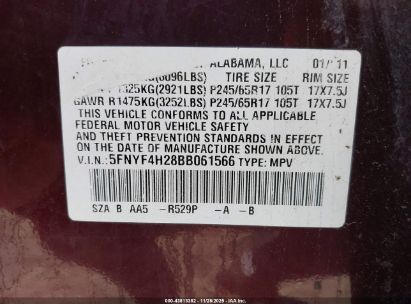 ALABAMA, LLC 01/ 11
(6096LBS) TIRE SIZE RIM SIZE
1325KG(2921LBS) P245/65R17 105T 17X7.5J
GAWR R1475KG(3252LBS) P245/65R17 105T 17X7.5J
THIS VEHICLE CONFORMS TO ALL APPLICABLE
FEDERAL MOTOR VEHICLE SAFETY
AND THEFT PREVENTION STANDARDS IN EFFECT
ON THE DATE OF MANUFACTURE SHOWN ABOVE.
V.I.N.: 5FNYF4H28BB061566 TYPE: MPV
SZA B AA5 -R529P -A -B